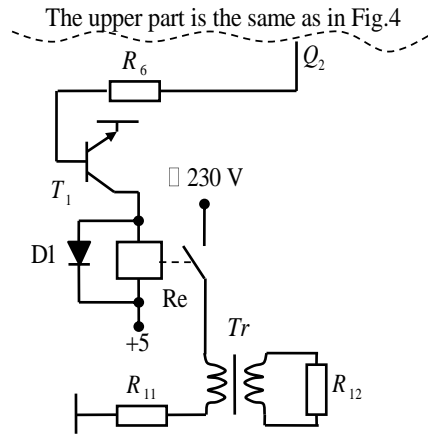 The upper part is the same as in Fig.4
R6
Q2
T1
230 V
D1
Re
+5
Tr
R11
R12